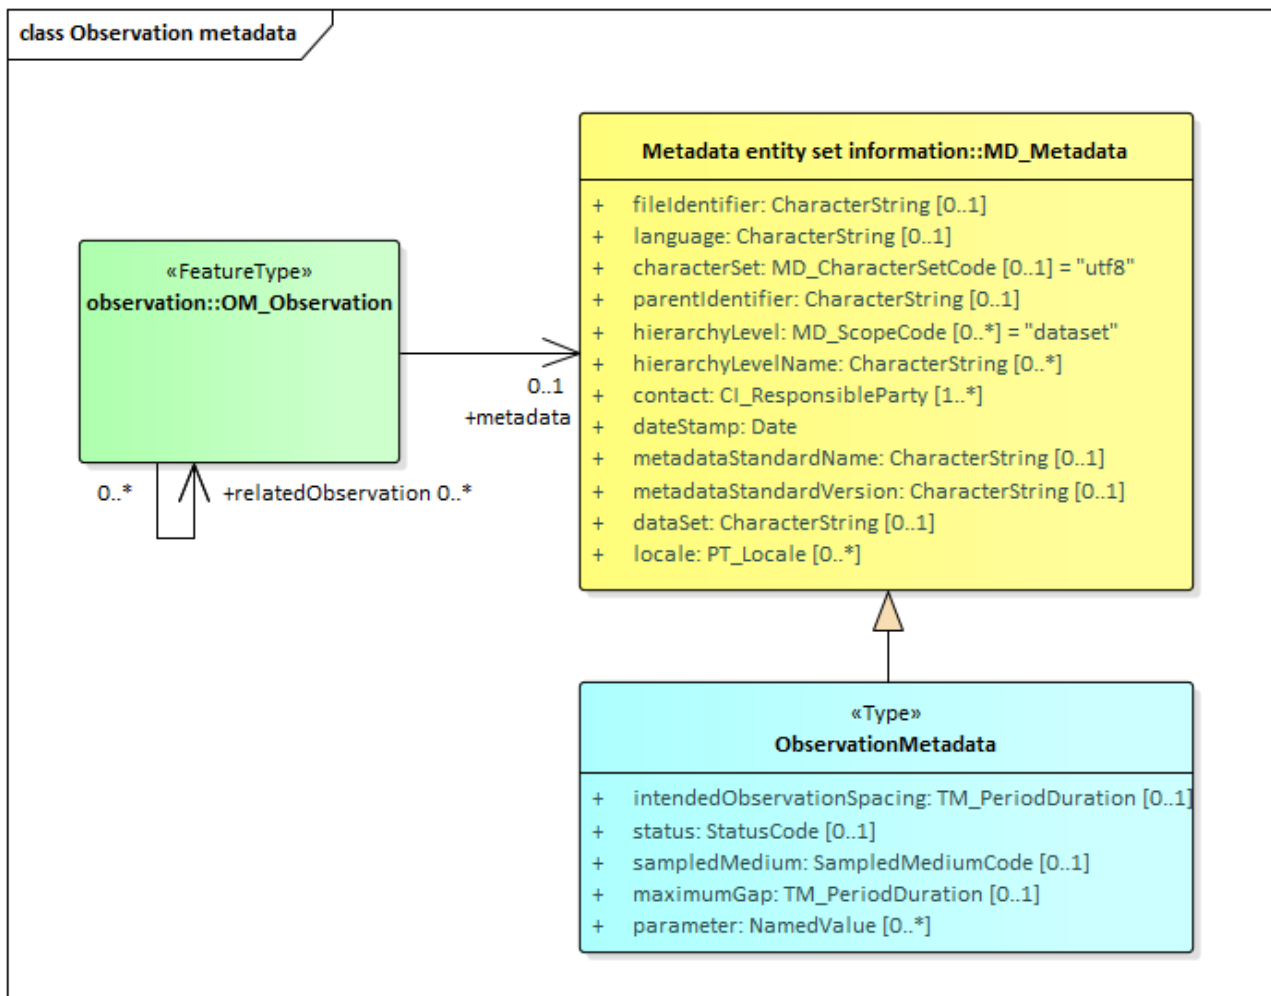 class Observation metadata
Metadata entity set information::MD_Metadata
+ fileIdentifier: CharacterString [0..1]
+ language: CharacterString [0..1]
+ characterSet: MD_CharacterSetCode [0..1] = "utf8"
+ parentIdentifier: CharacterString [0..1]
+ hierarchyLevel: MD_ScopeCode [0..*] = "dataset"
+ hierarchyLevelName: CharacterString [0..*]
+ contact: CI_ResponsibleParty [1..*]
+ dateStamp: Date
+ metadataStandardName: CharacterString [0..1]
+ metadataStandardVersion: CharacterString [0..1]
+ dataSet: CharacterString [0..1]
+ locale: PT_Locale [0..*]
«FeatureType»
observation::OM_Observation
0..1
+metadata
0..*
+relatedObservation 0..*
«Type»
ObservationMetadata
+ intendedObservationSpacing: TM_PeriodDuration [0..1]
+ status: StatusCode [0..1]
+ sampledMedium: SampledMediumCode [0..1]
+ maximumGap: TM_PeriodDuration [0..1]
+ parameter: NamedValue [0..*]